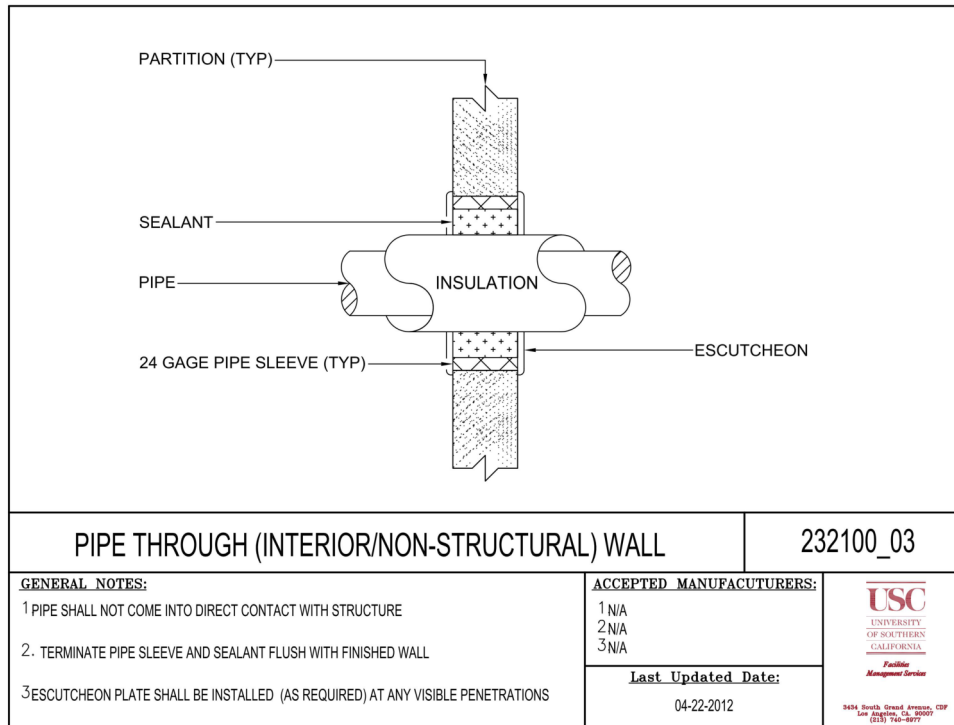 PARTITION (TYP)
SEALANT
PIPE
INSULATION
24 GAGE PIPE SLEEVE (TYP)
ESCUTCHEON
PIPE THROUGH (INTERIOR/NON-STRUCTURAL) WALL
232100_03
GENERAL NOTES:
1 PIPE SHALL NOT COME INTO DIRECT CONTACT WITH STRUCTURE
2. TERMINATE PIPE SLEEVE AND SEALANT FLUSH WITH FINISHED WALL
3 ESCUTCHEON PLATE SHALL BE INSTALLED (AS REQUIRED) AT ANY VISIBLE PENETRATIONS
ACCEPTED MANUFACUTURERS:
1 N/A
2 N/A
3 N/A
Last Updated Date:
04-22-2012
USC
UNIVERSITY
OF SOUTHERN
CALIFORNIA
Facilities
Management Services
3434 South Grand Avenue, CDF
Los Angeles, CA. 90007
(213) 740-6977